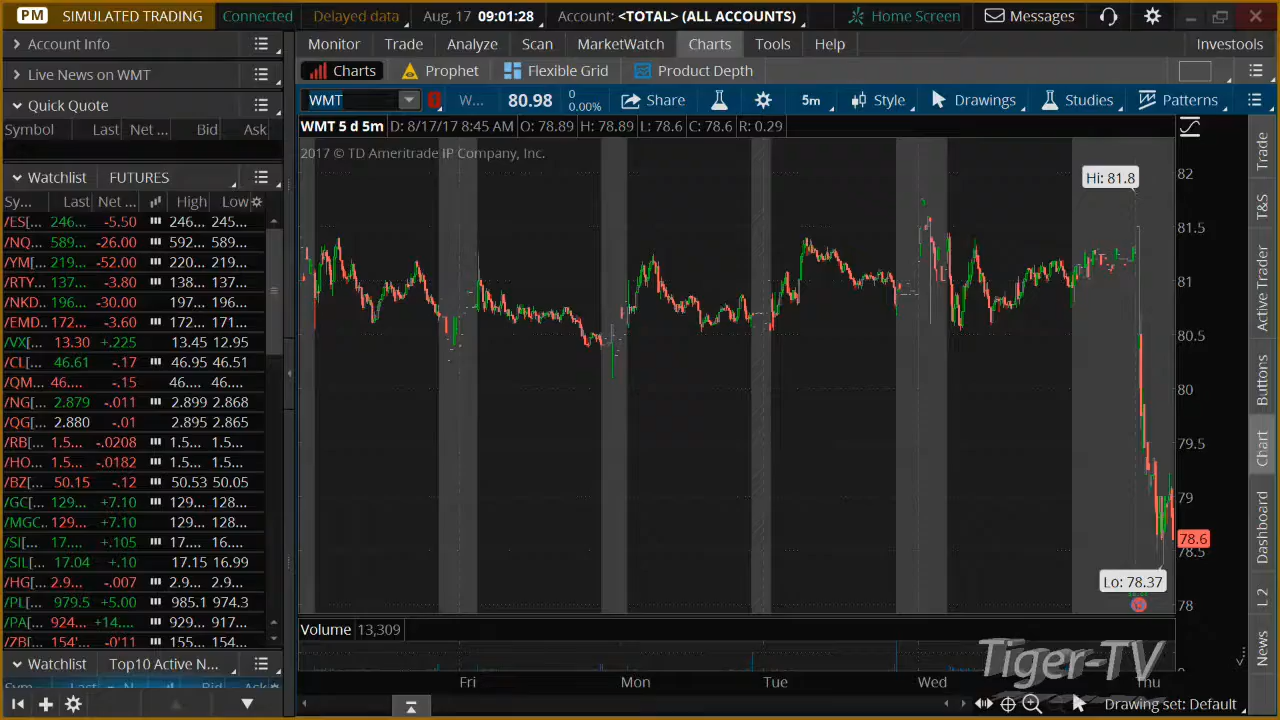 PM SIMULATED TRADING Connected Delayed data Aug, 17 09:01:28 Account: <TOTAL> (ALL ACCOUNTS) Home Screen Messages
Account Info
Live News on WMT
Quick Quote
Symbol Last Net ... Bid Ask
Watchlist FUTURES
Sy... Last Net ... High Low
/ES[... 246... -5.50 246... 245...
/NQ... 589... -26.00 592... 589...
/YM[... 219... -52.00 220... 219...
/RTY... 137... -3.80 138... 137...
/NKD... 196... -30.00 197... 196...
/EMD... 172... -3.60 172... 171...
/VX[... 13.30 +.225 13.45 12.95
/CL[... 46.61 -.17 46.95 46.51
/QM... 46.... -.15 46.... 46....
/NG[... 2.879 -.011 2.899 2.868
/QG[... 2.880 -.01 2.895 2.865
/RB[... 1.5... -.0208 1.5... 1.5...
/HO... 1.5... -.0182 1.5... 1.5...
/BZ[... 50.15 -.12 50.53 50.05
/GC[... 129... +7.10 129... 128...
/MGC.. 129... +7.10 129... 128...
/SI[... 17.... +.105 17.... 16....
/SIL[... 17.04 +.10 17.15 16.99
/HG[... 2.9... -.007 2.9... 2.9...
/PL[... 979.5 +5.00 985.1 974.3
/PA[... 924... +14.... 929... 917...
/ZB[... 154'... -0'11 155... 154...
Watchlist Top10 Active N...
Monitor Trade Analyze Scan MarketWatch Charts Tools Help Investools
Charts Prophet Flexible Grid Product Depth
WMT W... 80.98 0 0.00% Share 5m Style Drawings Studies Patterns
WMT 5 d 5m D: 8/17/17 8:45 AM O: 78.89 H: 78.89 L: 78.6 C: 78.6 R: 0.29
2017 © TD Ameritrade IP Company, Inc.
Hi: 81.8
82
81.5
81
80.5
80
79.5
79
78.6
78.5
Lo: 78.37
78
Volume 13,309
Fri Mon Tue Wed Thu
Tiger-TV
Drawing set: Default
Trade
T&S
Active Trader
Buttons
Chart
Dashboard
L2
News